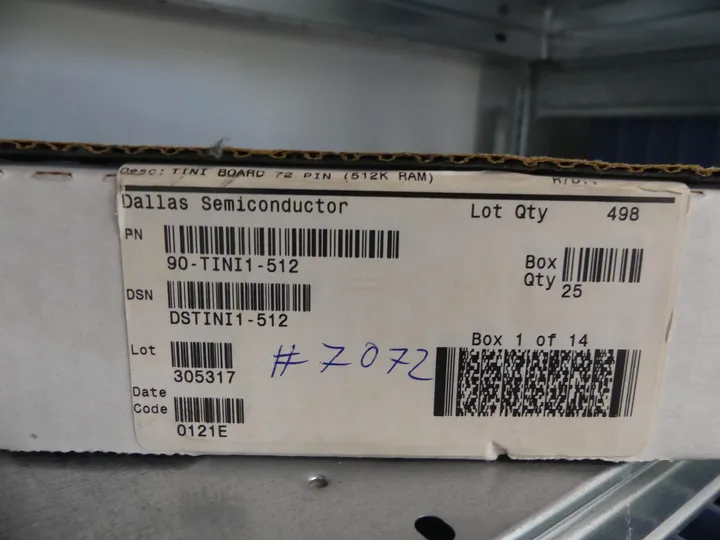 Desc: TINI BOARD 72 PIN (512K RAM)
Dallas Semiconductor
Lot Qty 498
PN
90-TINI1-512
Box Qty
25
DSN
DSTINI1-512
Box 1 of 14
Lot
305317
#7072
Date Code
0121E